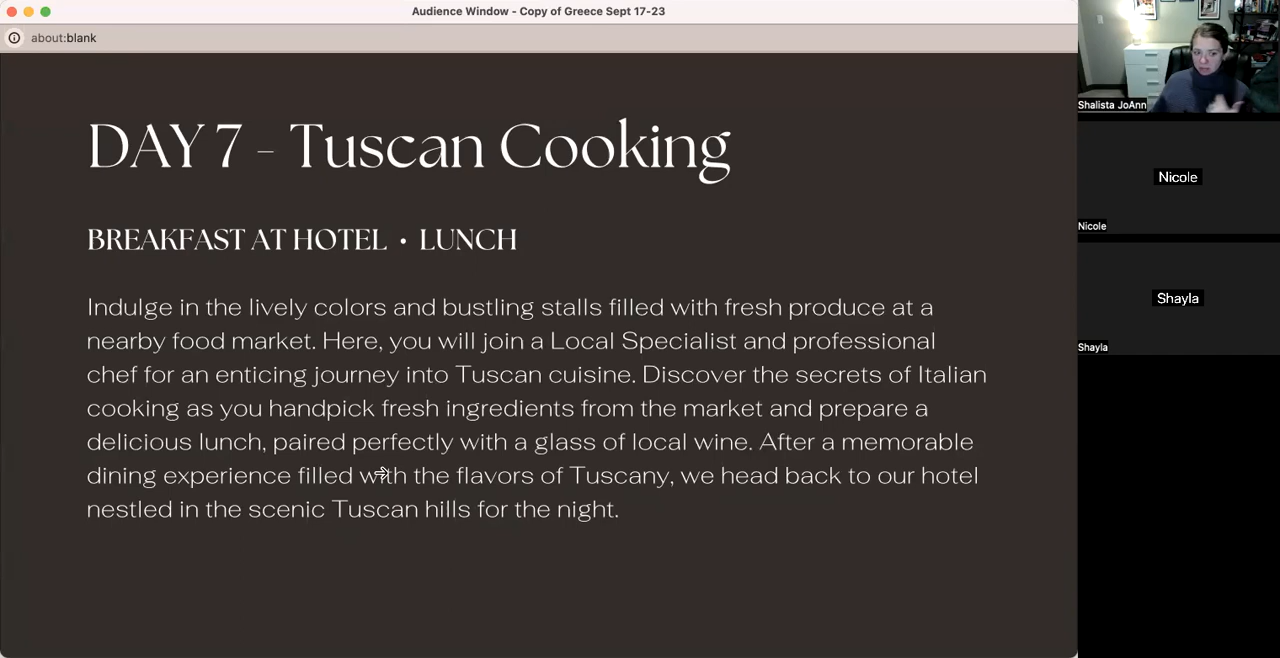 Audience Window - Copy of Greece Sept 17-23
about:blank
DAY 7 - Tuscan Cooking
BREAKFAST AT HOTEL • LUNCH
Indulge in the lively colors and bustling stalls filled with fresh produce at a
nearby food market. Here, you will join a Local Specialist and professional
chef for an enticing journey into Tuscan cuisine. Discover the secrets of Italian
cooking as you handpick fresh ingredients from the market and prepare a
delicious lunch, paired perfectly with a glass of local wine. After a memorable
dining experience filled with the flavors of Tuscany, we head back to our hotel
nestled in the scenic Tuscan hills for the night.
Shalista JoAnn
Nicole
Nicole
Shayla
Shayla